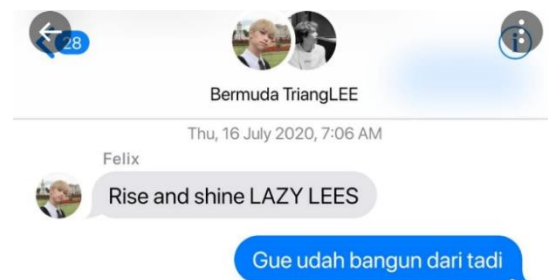 28
Bermuda TriangLEE
Thu, 16 July 2020, 7:06 AM
Felix
Rise and shine LAZY LEES
Gue udah bangun dari tadi